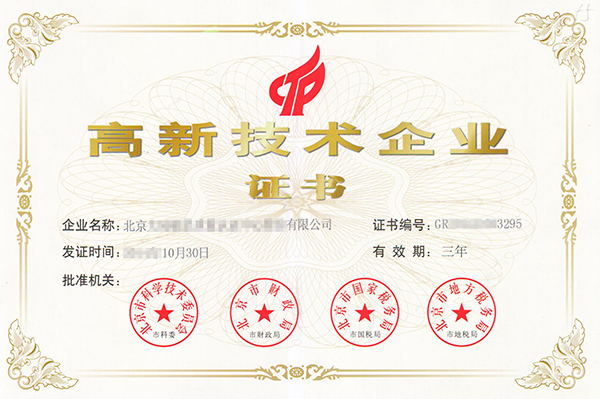 高新技术企业
证书
企业名称：北京 有限公司
证书编号：GR 3295
发证时间： 10月30日
有效期：三年
批准机关：
北京市科学技术委员会
市科委
北京市财政局
市财政局
北京市国家税务局
市国税局
北京市地方税务局
市地税局